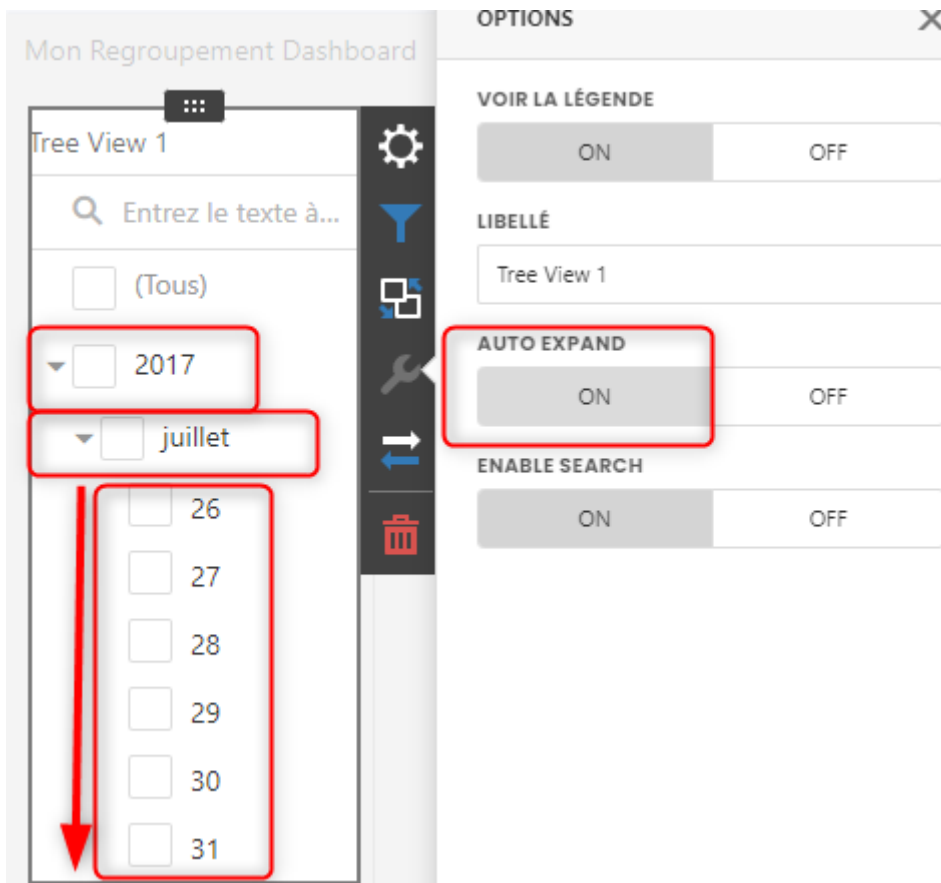 Mon Regroupement Dashboard
Tree View 1
Entrez le texte à...
(Tous)
2017
juillet
26
27
28
29
30
31
OPTIONS
VOIR LA LÉGENDE
ON OFF
LIBELLÉ
Tree View 1
AUTO EXPAND
ON OFF
ENABLE SEARCH
ON OFF